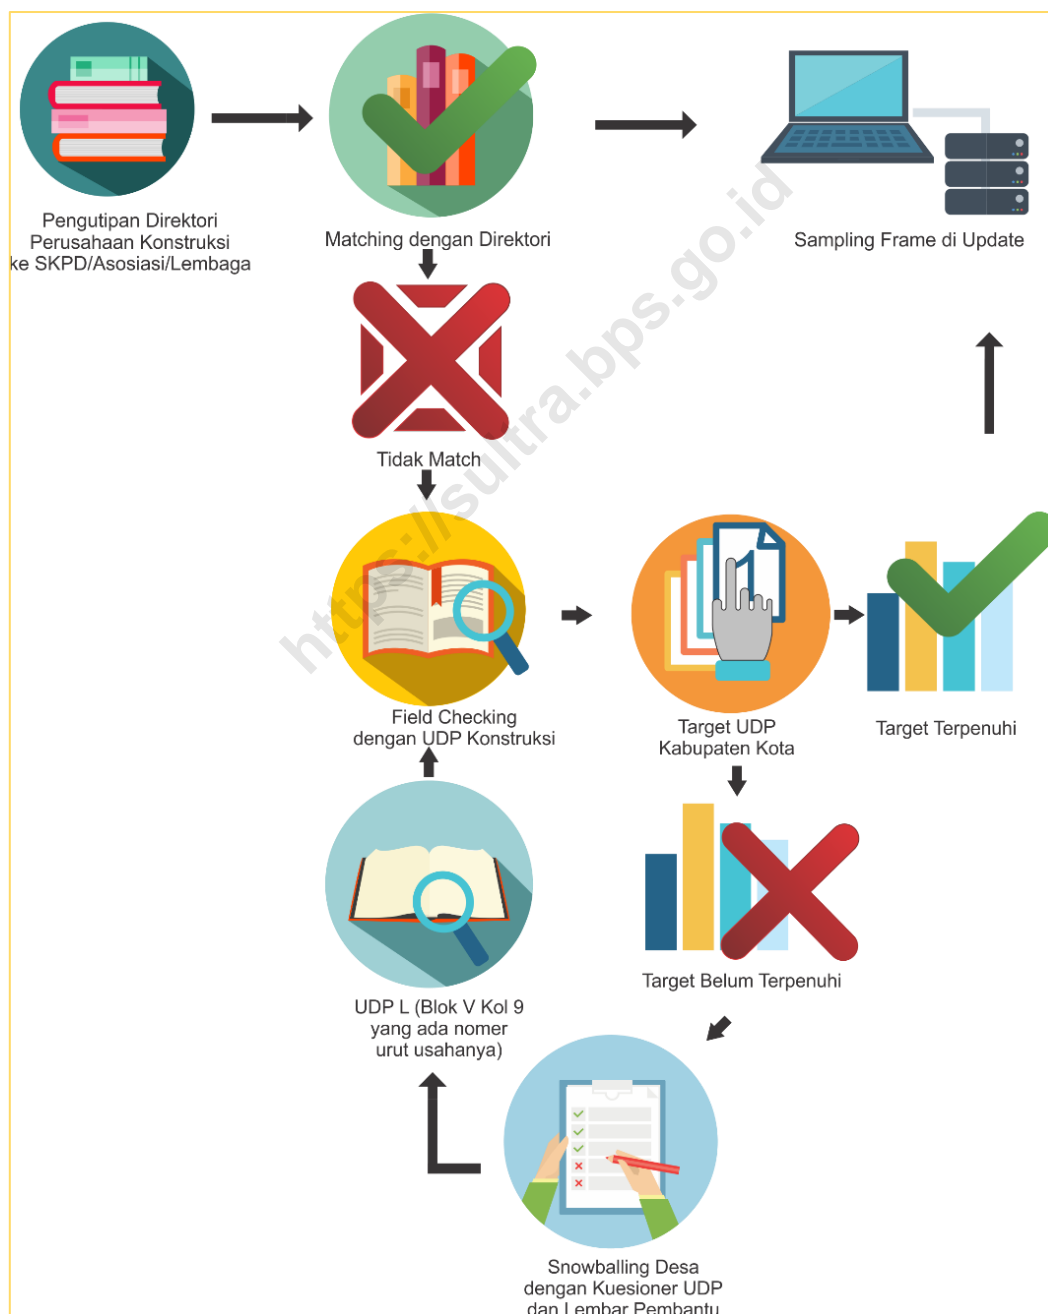 Pengutipan Direktori
Perusahaan Konstruksi
ke SKPD/Asosiasi/Lembaga
Matching dengan Direktori
Sampling Frame di Update
Tidak Match
Field Checking
dengan UDP Konstruksi
Target UDP
Kabupaten Kota
Target Terpenuhi
Target Belum Terpenuhi
UDP L (Blok V Kol 9
yang ada nomer
urut usahanya)
Snowballing Desa
dengan Kuesioner UDP
dan Lembar Pembantu
https://sultra.bps.go.id
1